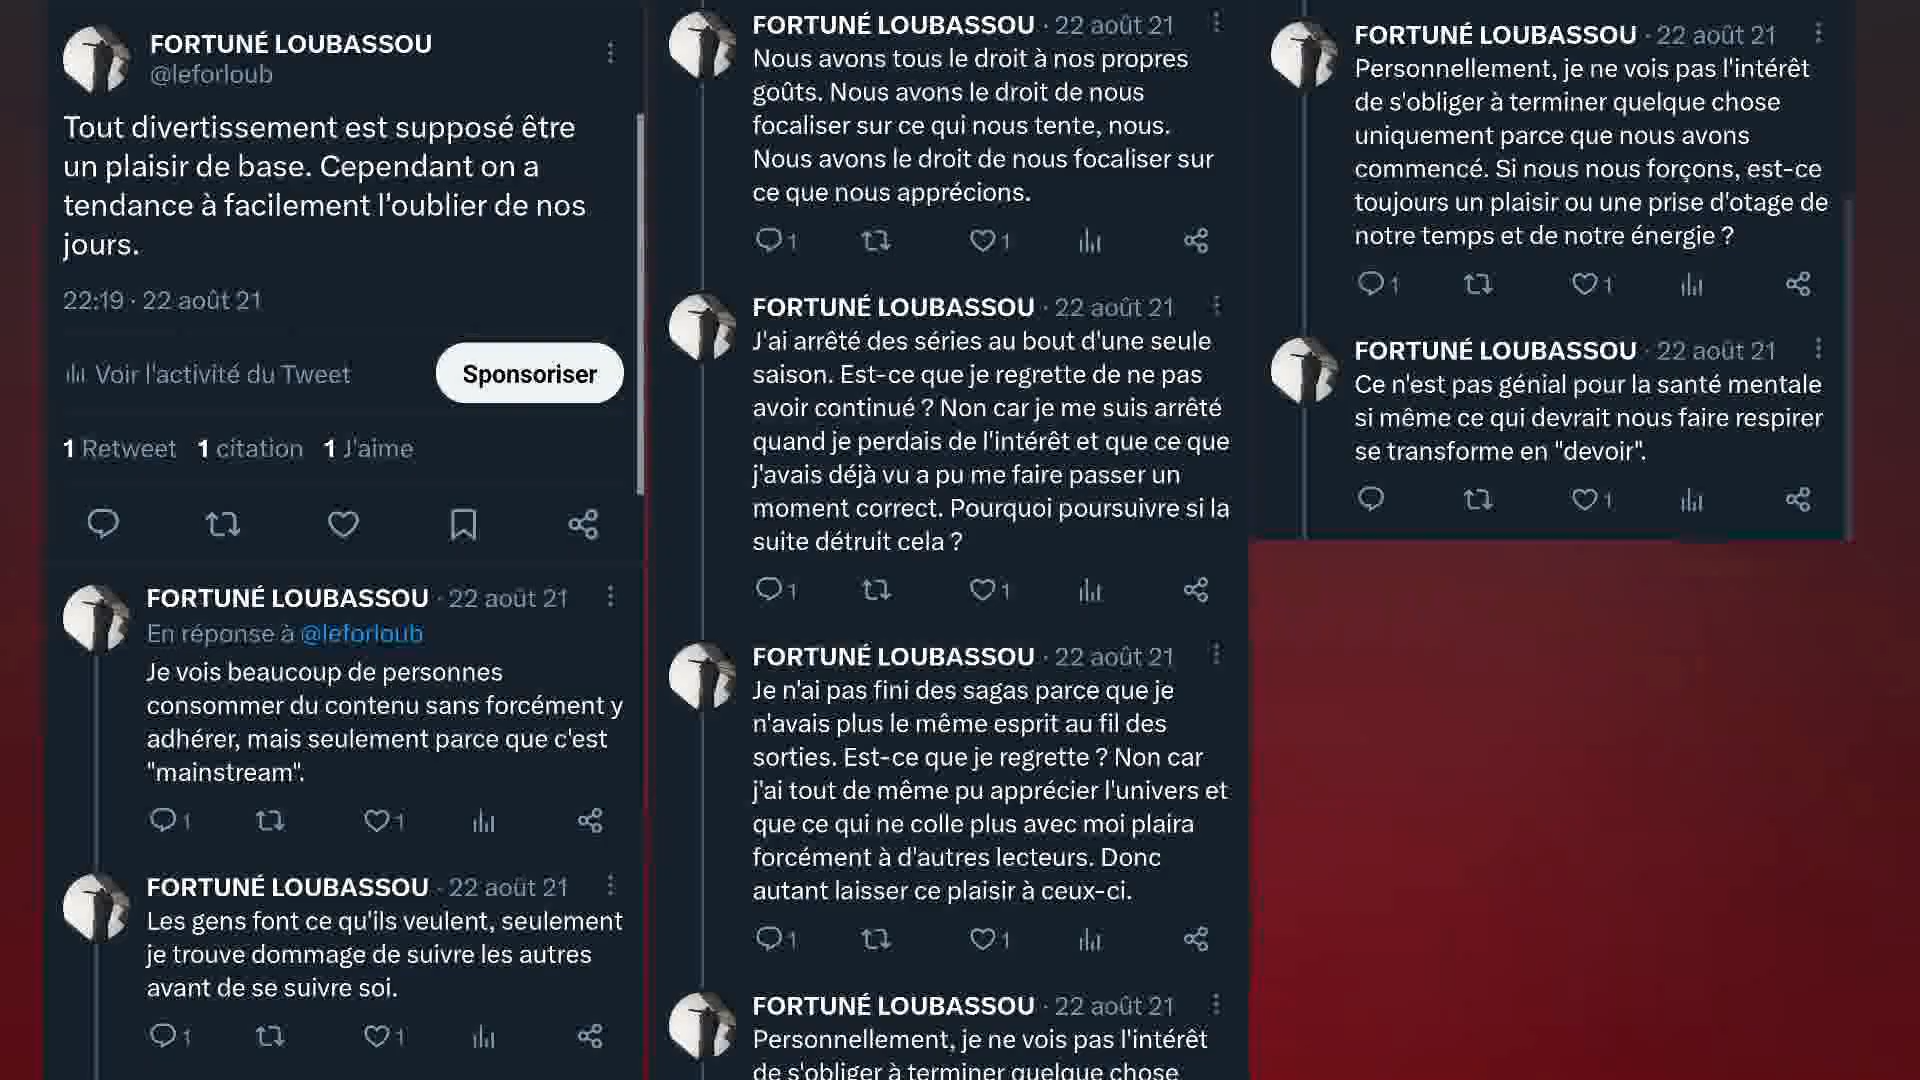 FORTUNÉ LOUBASSOU
@leforloub
Tout divertissement est supposé être
un plaisir de base. Cependant on a
tendance à facilement l'oublier de nos
jours.
22:19 · 22 août 21
Voir l'activité du Tweet
Sponsoriser
1 Retweet 1 citation 1 J'aime
FORTUNÉ LOUBASSOU · 22 août 21
En réponse à @leforloub
Je vois beaucoup de personnes
consommer du contenu sans forcément y
adhérer, mais seulement parce que c'est
"mainstream".
1 1
FORTUNÉ LOUBASSOU · 22 août 21
Les gens font ce qu'ils veulent, seulement
je trouve dommage de suivre les autres
avant de se suivre soi.
1 1
FORTUNÉ LOUBASSOU · 22 août 21
Nous avons tous le droit à nos propres
goûts. Nous avons le droit de nous
focaliser sur ce qui nous tente, nous.
Nous avons le droit de nous focaliser sur
ce que nous apprécions.
1 1
FORTUNÉ LOUBASSOU · 22 août 21
J'ai arrêté des séries au bout d'une seule
saison. Est-ce que je regrette de ne pas
avoir continué ? Non car je me suis arrêté
quand je perdais de l'intérêt et que ce que
j'avais déjà vu a pu me faire passer un
moment correct. Pourquoi poursuivre si la
suite détruit cela ?
1 1
FORTUNÉ LOUBASSOU · 22 août 21
Je n'ai pas fini des sagas parce que je
n'avais plus le même esprit au fil des
sorties. Est-ce que je regrette ? Non car
j'ai tout de même pu apprécier l'univers et
que ce qui ne colle plus avec moi plaira
forcément à d'autres lecteurs. Donc
autant laisser ce plaisir à ceux-ci.
1 1
FORTUNÉ LOUBASSOU · 22 août 21
Personnellement, je ne vois pas l'intérêt
de s'obliger à terminer quelque chose
FORTUNÉ LOUBASSOU · 22 août 21
Personnellement, je ne vois pas l'intérêt
de s'obliger à terminer quelque chose
uniquement parce que nous avons
commencé. Si nous nous forçons, est-ce
toujours un plaisir ou une prise d'otage de
notre temps et de notre énergie ?
1 1
FORTUNÉ LOUBASSOU · 22 août 21
Ce n'est pas génial pour la santé mentale
si même ce qui devrait nous faire respirer
se transforme en "devoir".
1